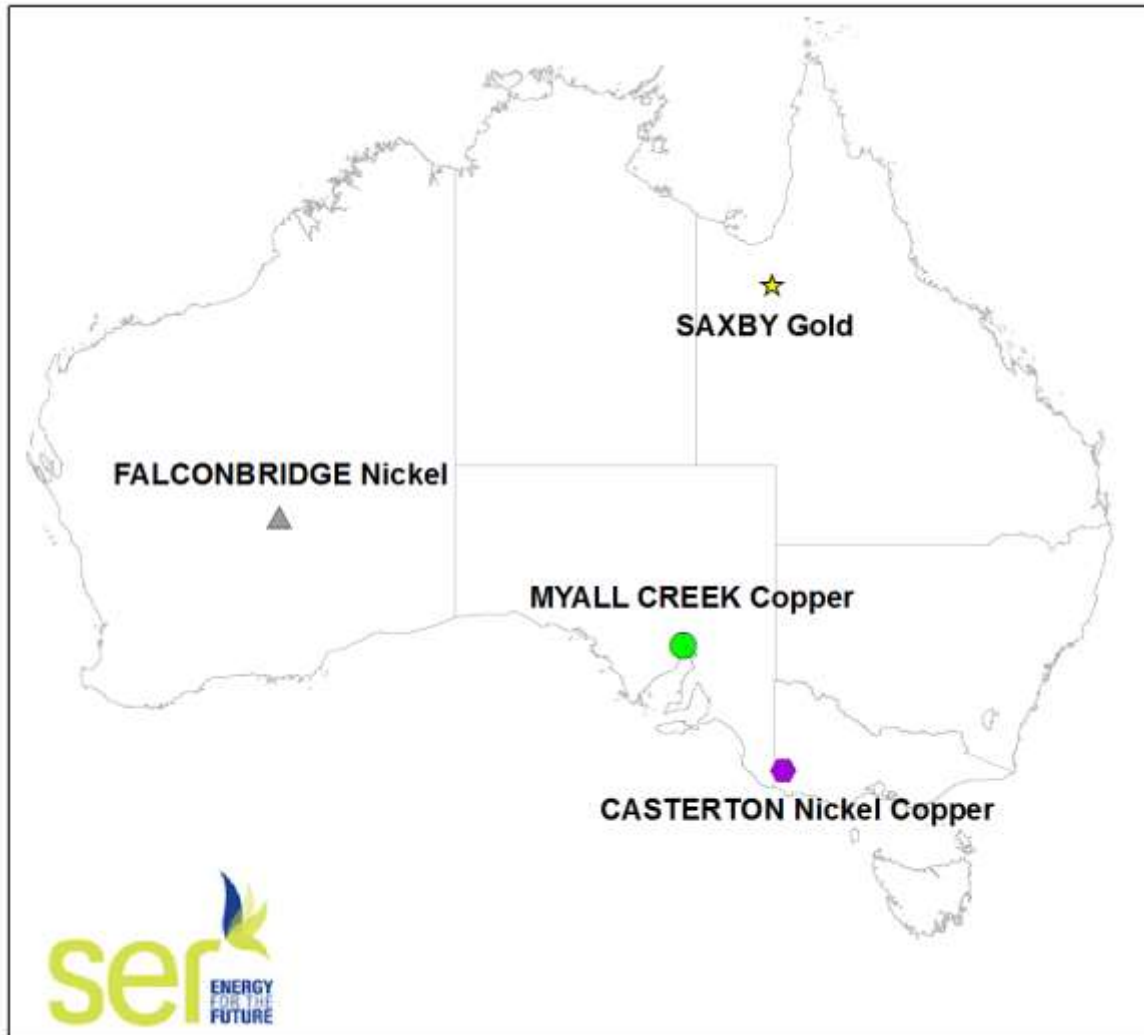 SAXBY Gold
FALCONBRIDGE Nickel
MYALL CREEK Copper
CASTERTON Nickel Copper
ser
ENERGY
FOR THE
FUTURE